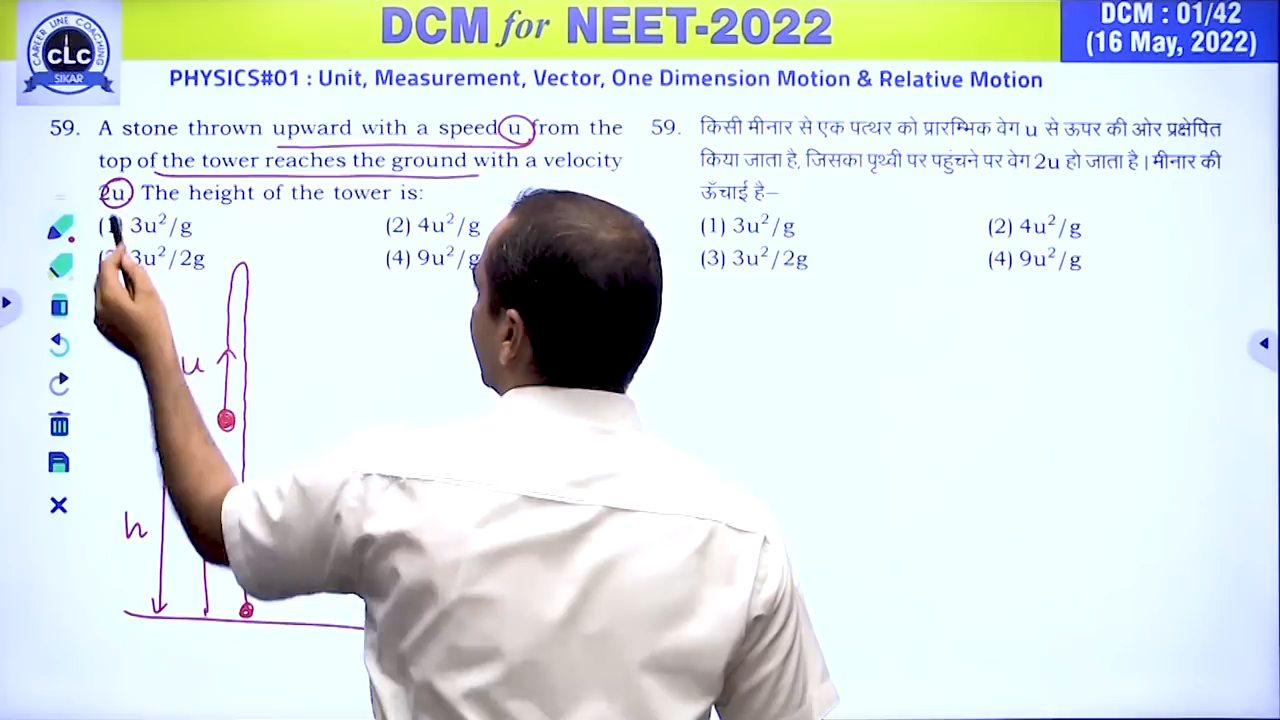 DCM for NEET-2022
DCM : 01/42
(16 May, 2022)
CAREER LINE COACHING
CLC
SIKAR
PHYSICS#01 : Unit, Measurement, Vector, One Dimension Motion & Relative Motion
59. A stone thrown upward with a speed u from the
top of the tower reaches the ground with a velocity
2u. The height of the tower is:
(1) 3u²/g (2) 4u²/g
3u²/2g (4) 9u²/g
59. किसी मीनार से एक पत्थर को प्रारम्भिक वेग u से ऊपर की ओर प्रक्षेपित
किया जाता है, जिसका पृथ्वी पर पहुंचने पर वेग 2u हो जाता है। मीनार की
ऊँचाई है–
(1) 3u²/g (2) 4u²/g
(3) 3u²/2g (4) 9u²/g
u
h